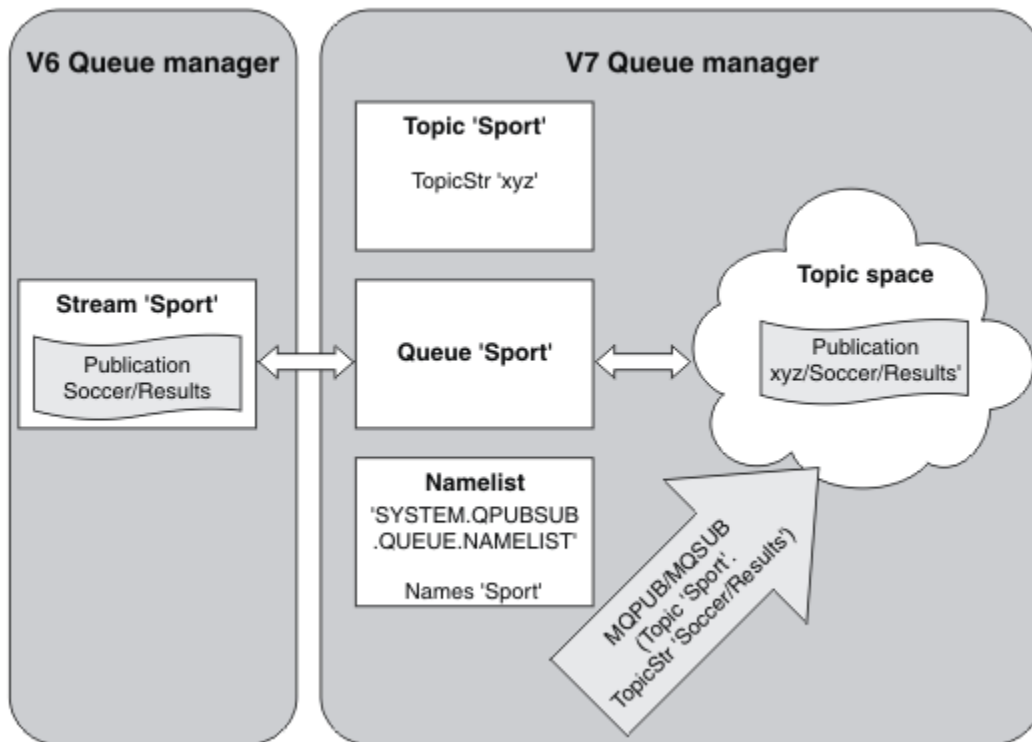 V6 Queue manager
Stream 'Sport'
Publication
Soccer/Results
V7 Queue manager
Topic 'Sport'
TopicStr 'xyz'
Queue 'Sport'
Namelist
'SYSTEM.QPUBSUB
.QUEUE.NAMELIST'
Names 'Sport'
Topic space
Publication
xyz/Soccer/Results'
MQPUB/MQSUB
(Topic 'Sport'.
TopicStr 'Soccer/Results')